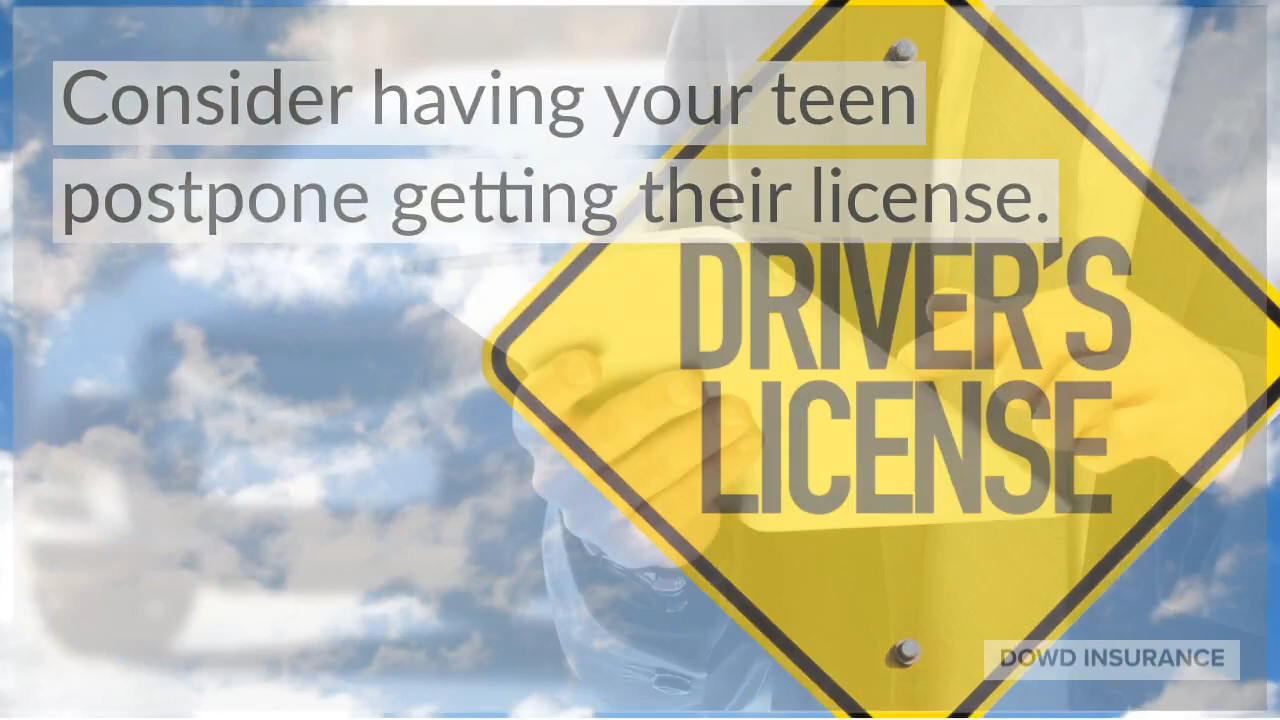 Consider having your teen
postpone getting their license.
DRIVER'S
LICENSE
DOWD INSURANCE